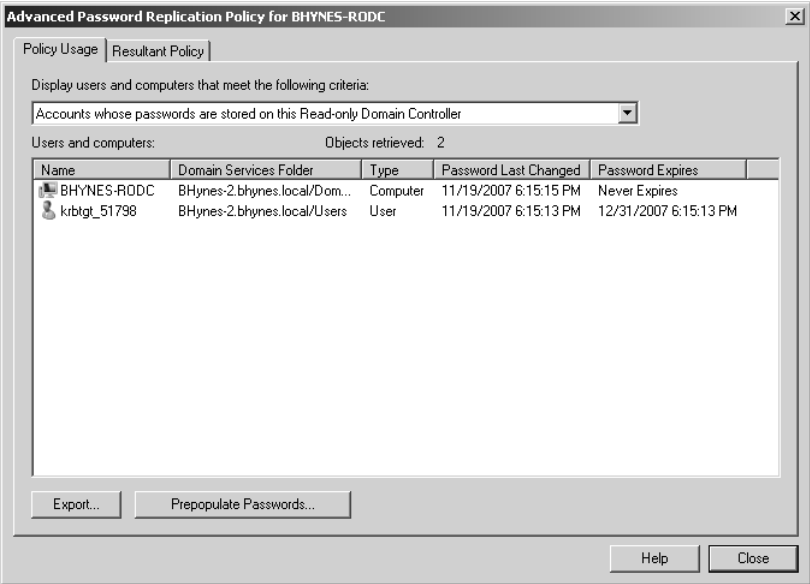 Advanced Password Replication Policy for BHYNES-RODC
Policy Usage Resultant Policy
Display users and computers that meet the following criteria:
Accounts whose passwords are stored on this Read-only Domain Controller
Users and computers: Objects retrieved: 2
Name Domain Services Folder Type Password Last Changed Password Expires
BHYNES-RODC BHynes-2.bhynes.local/Dom... Computer 11/19/2007 6:15:15 PM Never Expires
krbtgt_51798 BHynes-2.bhynes.local/Users User 11/19/2007 6:15:13 PM 12/31/2007 6:15:13 PM
Export... Prepopulate Passwords...
Help Close